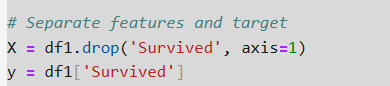 # Separate features and target
X = df1.drop('Survived', axis=1)
y = df1['Survived']